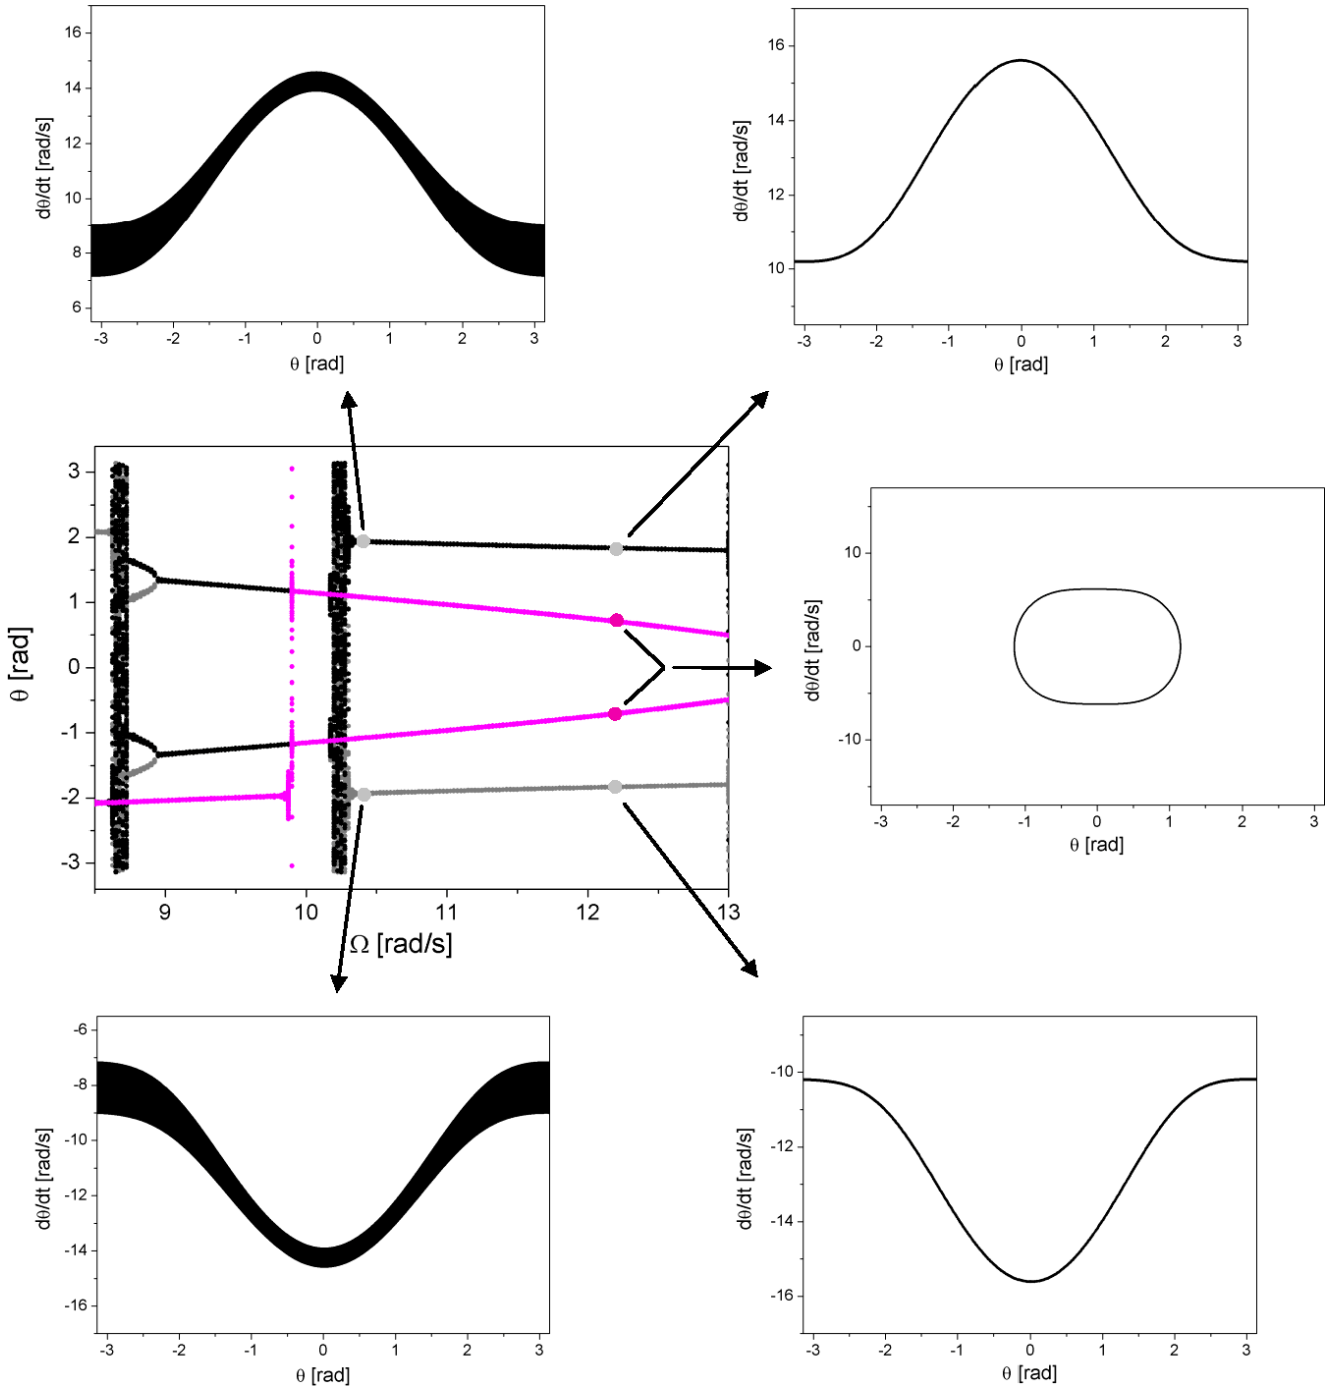 16
14
12
10
8
6
dθ/dt [rad/s]
-3 -2 -1 0 1 2 3
θ [rad]
16
14
12
10
dθ/dt [rad/s]
-3 -2 -1 0 1 2 3
θ [rad]
3
2
1
0
-1
-2
-3
θ [rad]
9 10 11 12 13
Ω [rad/s]
10
0
-10
dθ/dt [rad/s]
-3 -2 -1 0 1 2 3
θ [rad]
-6
-8
-10
-12
-14
-16
dθ/dt [rad/s]
-3 -2 -1 0 1 2 3
θ [rad]
-10
-12
-14
-16
dθ/dt [rad/s]
-3 -2 -1 0 1 2 3
θ [rad]